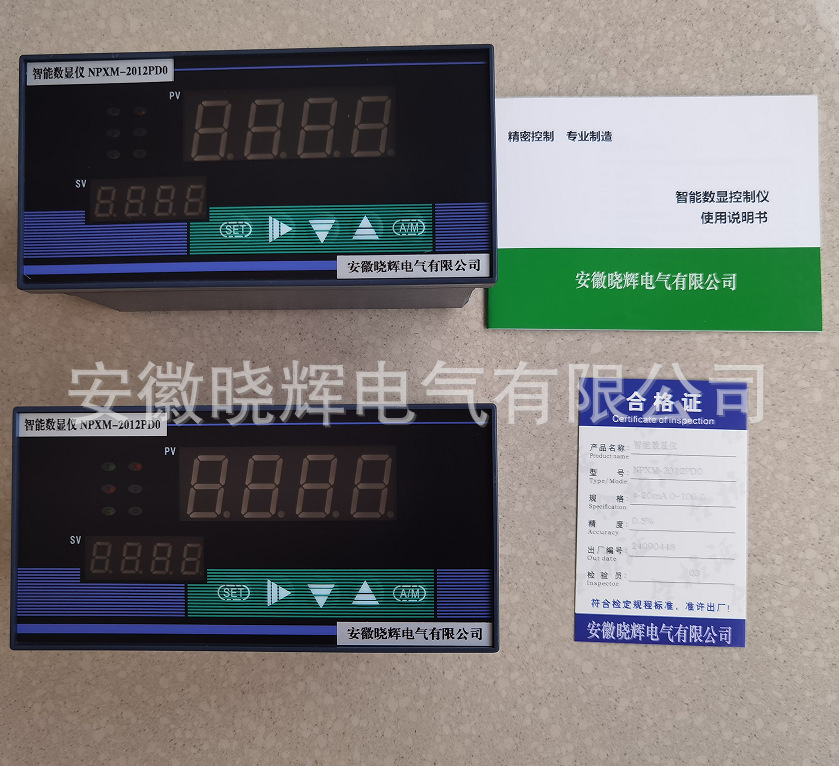 智能数显仪 NPXM-2012PD0
PV
SV
SET
A/M
安徽晓辉电气有限公司
精密控制 专业制造
智能数显控制仪
使用说明书
安徽晓辉电气有限公司
安徽晓辉电气有限公司
智能数显仪 NPXM-2012PD0
PV
SV
SET
A/M
安徽晓辉电气有限公司
合格证
Certificate of inspection
产品名称: 智能数显仪
Product name
型 号: NPXM-2012PD0
Type/Mode
规 格: 4-20mA 0-100.0
Specification
精 度: 0.5%
Accuracy
出厂编号: 24090448
Out date
检 验 员:
Inspector
符合检定规程标准，准许出厂!
安徽晓辉电气有限公司